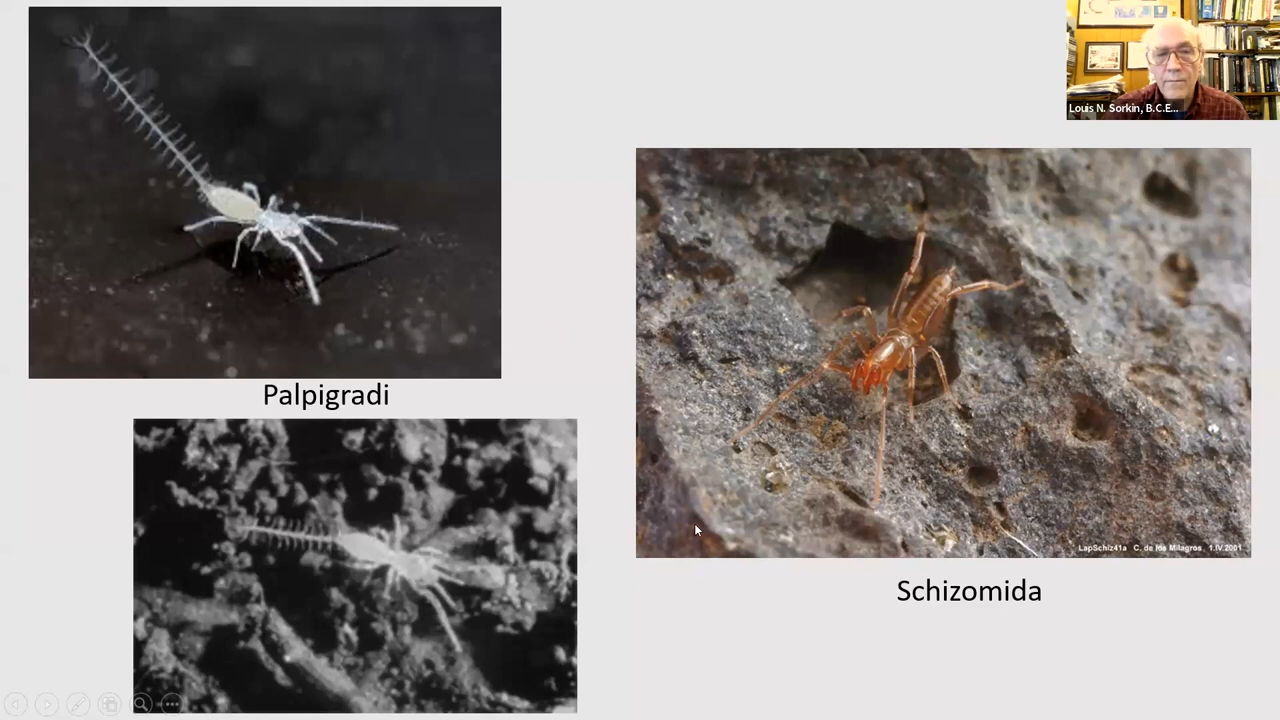 Louis N. Sorkin, B.C.E...
Palpigradi
LapSchiz41a C. de los Milagros 1.IV.2001
Schizomida